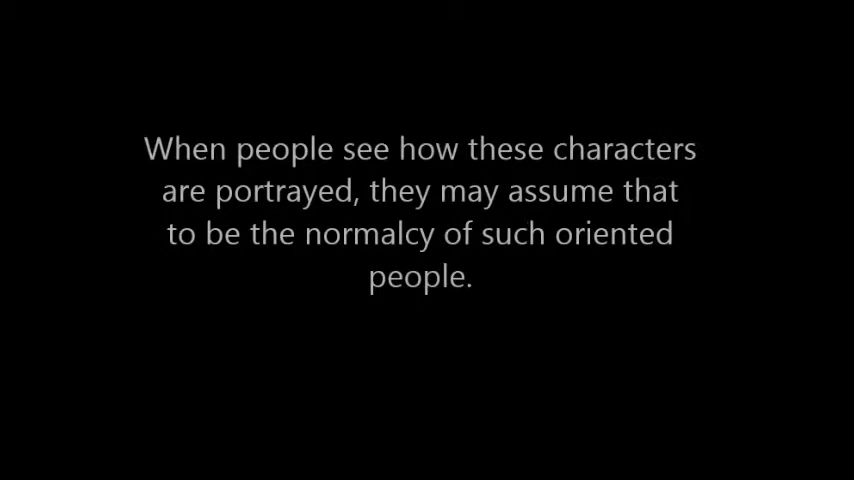 When people see how these characters
are portrayed, they may assume that
to be the normalcy of such oriented
people.